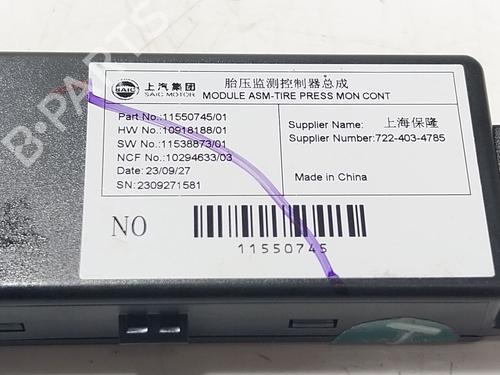 SAIC
上汽集团
SAIC MOTOR
胎压监测控制器总成
MODULE ASM-TIRE PRESS MON CONT
Part No.:11550745/01
HW No.:10918188/01
SW No.:11538873/01
NCF No.:10294633/03
Date: 23/09/27
SN:2309271581
Supplier Name: 上海保隆
Supplier Number:722-403-4785
Made in China
NO
11550745
B-PARTS